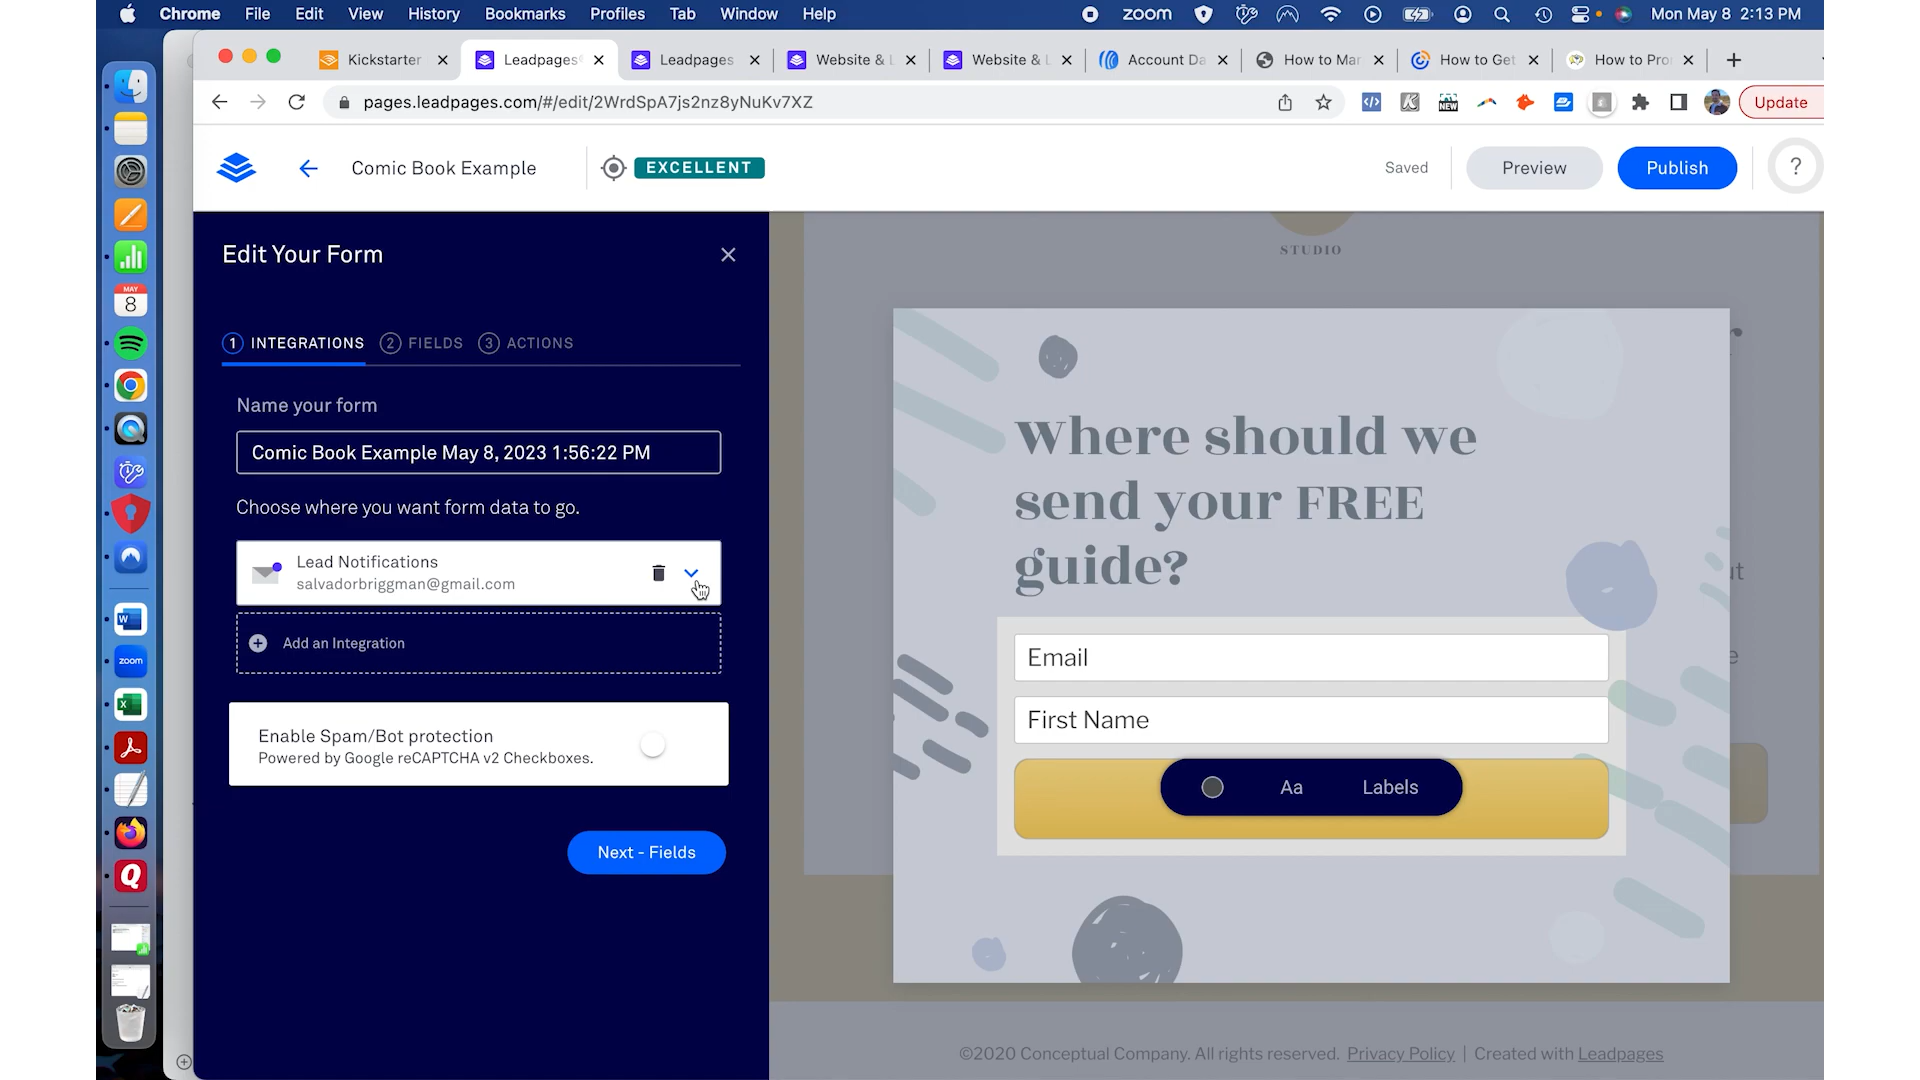 Chrome File Edit View History Bookmarks Profiles Tab Window Help zoom Mon May 8 2:13 PM
Kickstarter Leadpages Leadpages Website & L Website & L Account Da How to Mar How to Get How to Pro
pages.leadpages.com/#/edit/2WrdSpA7js2nz8yNuKv7XZ NEW Update
Comic Book Example EXCELLENT Saved Preview Publish ?
Edit Your Form
1 INTEGRATIONS 2 FIELDS 3 ACTIONS
Name your form
Comic Book Example May 8, 2023 1:56:22 PM
Choose where you want form data to go.
Lead Notifications
salvadorbriggman@gmail.com
Add an Integration
Enable Spam/Bot protection
Powered by Google reCAPTCHA v2 Checkboxes.
Next - Fields
STUDIO
Where should we
send your FREE
guide?
Email
First Name
Aa Labels
©2020 Conceptual Company. All rights reserved. Privacy Policy | Created with Leadpages
MAY
8
W
zoom
X
Q